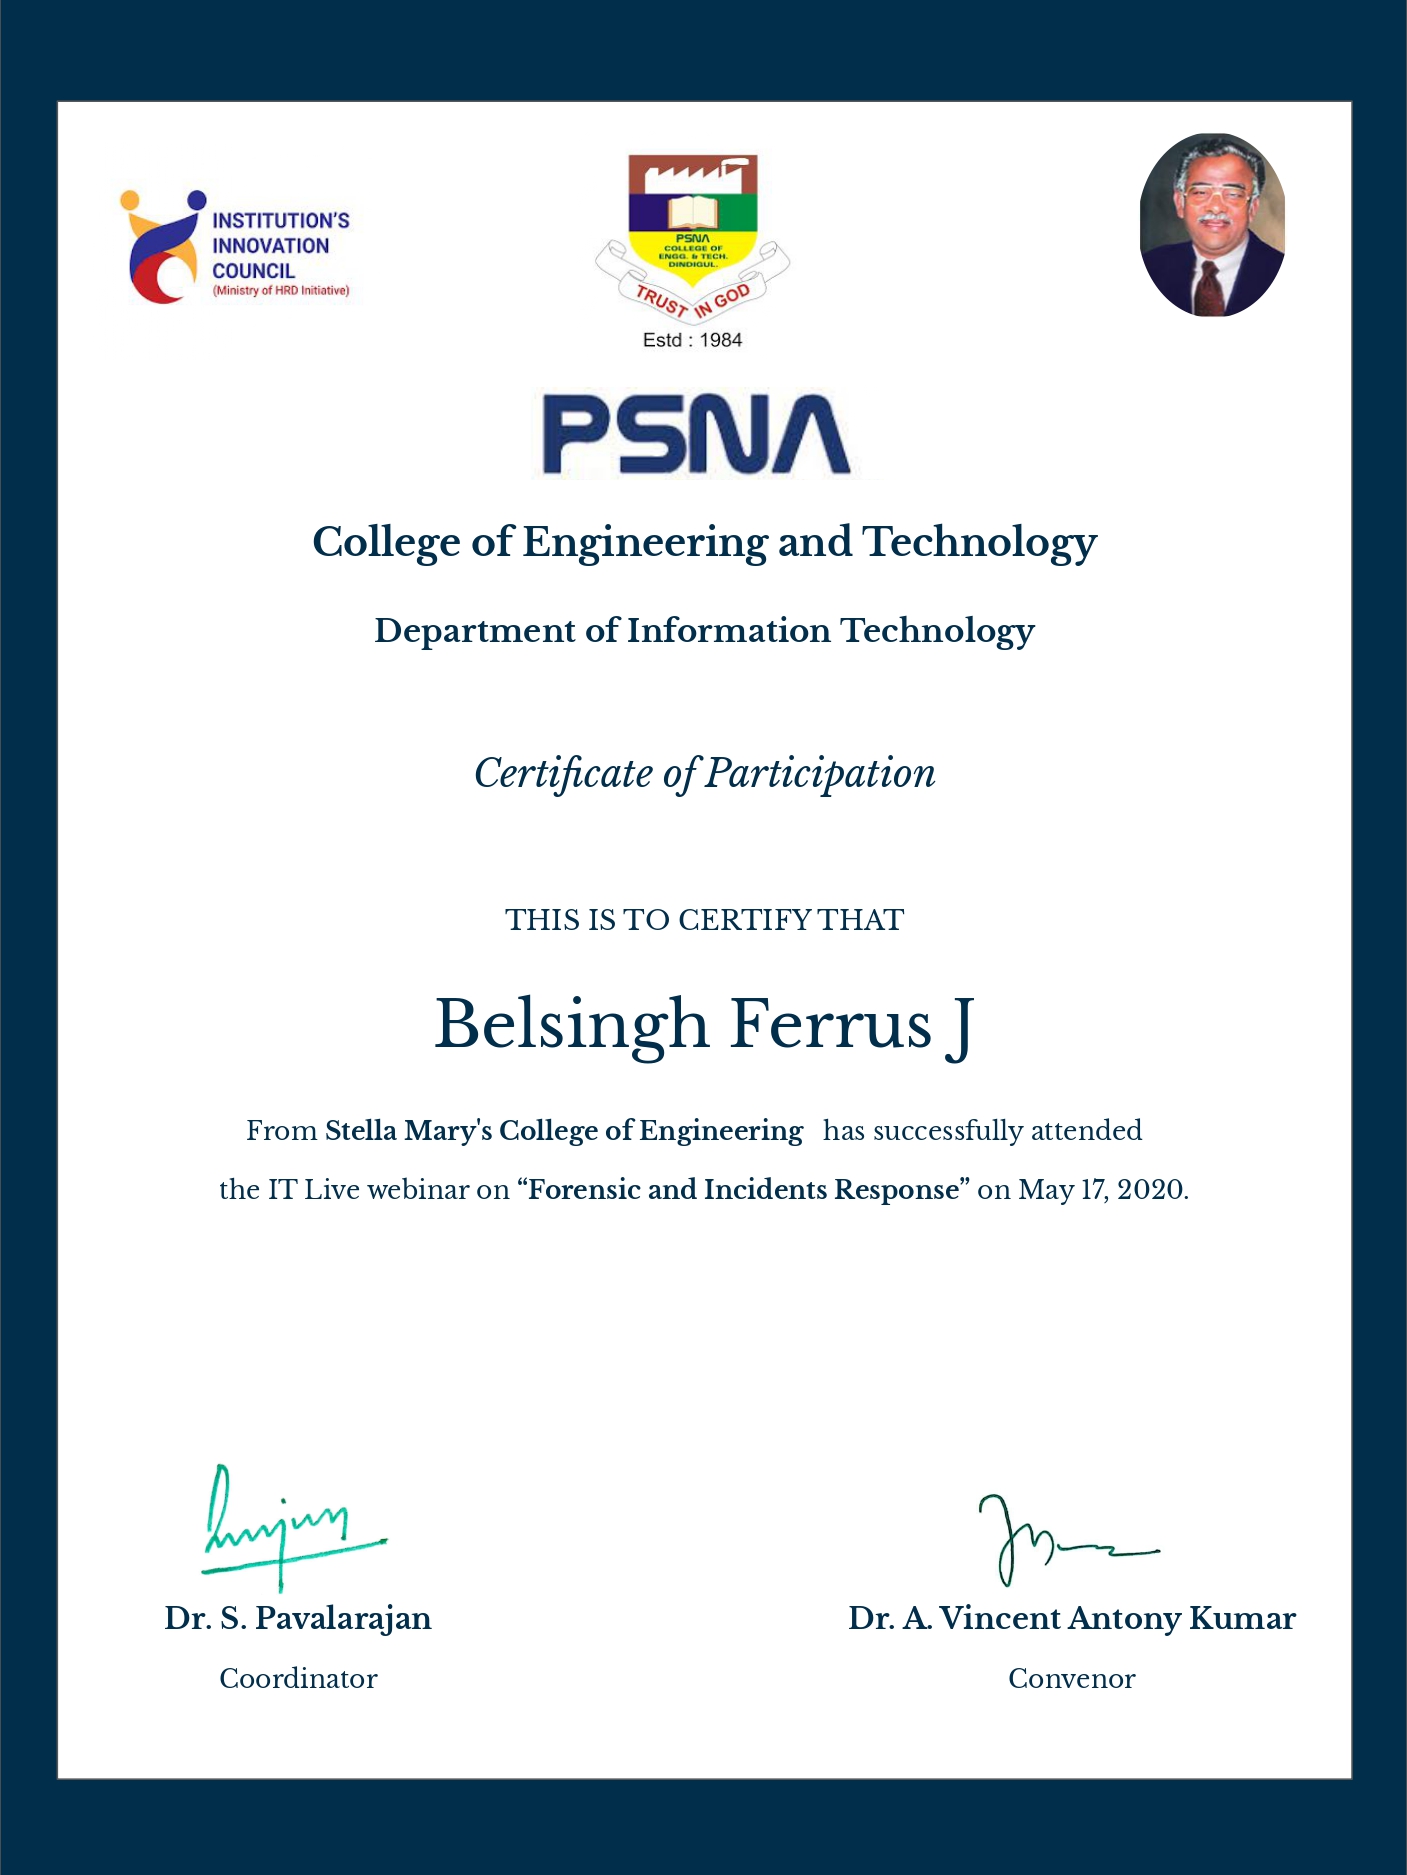 INSTITUTION'S
INNOVATION
COUNCIL
(Ministry of HRD Initiative)
PSNA
COLLEGE OF
ENGG. & TECH.
DINDIGUL.
TRUST IN GOD
Estd : 1984
PSNA
College of Engineering and Technology
Department of Information Technology
Certificate of Participation
THIS IS TO CERTIFY THAT
Belsingh Ferrus J
From Stella Mary's College of Engineering has successfully attended
the IT Live webinar on “Forensic and Incidents Response” on May 17, 2020.
Dr. S. Pavalarajan
Coordinator
Dr. A. Vincent Antony Kumar
Convenor